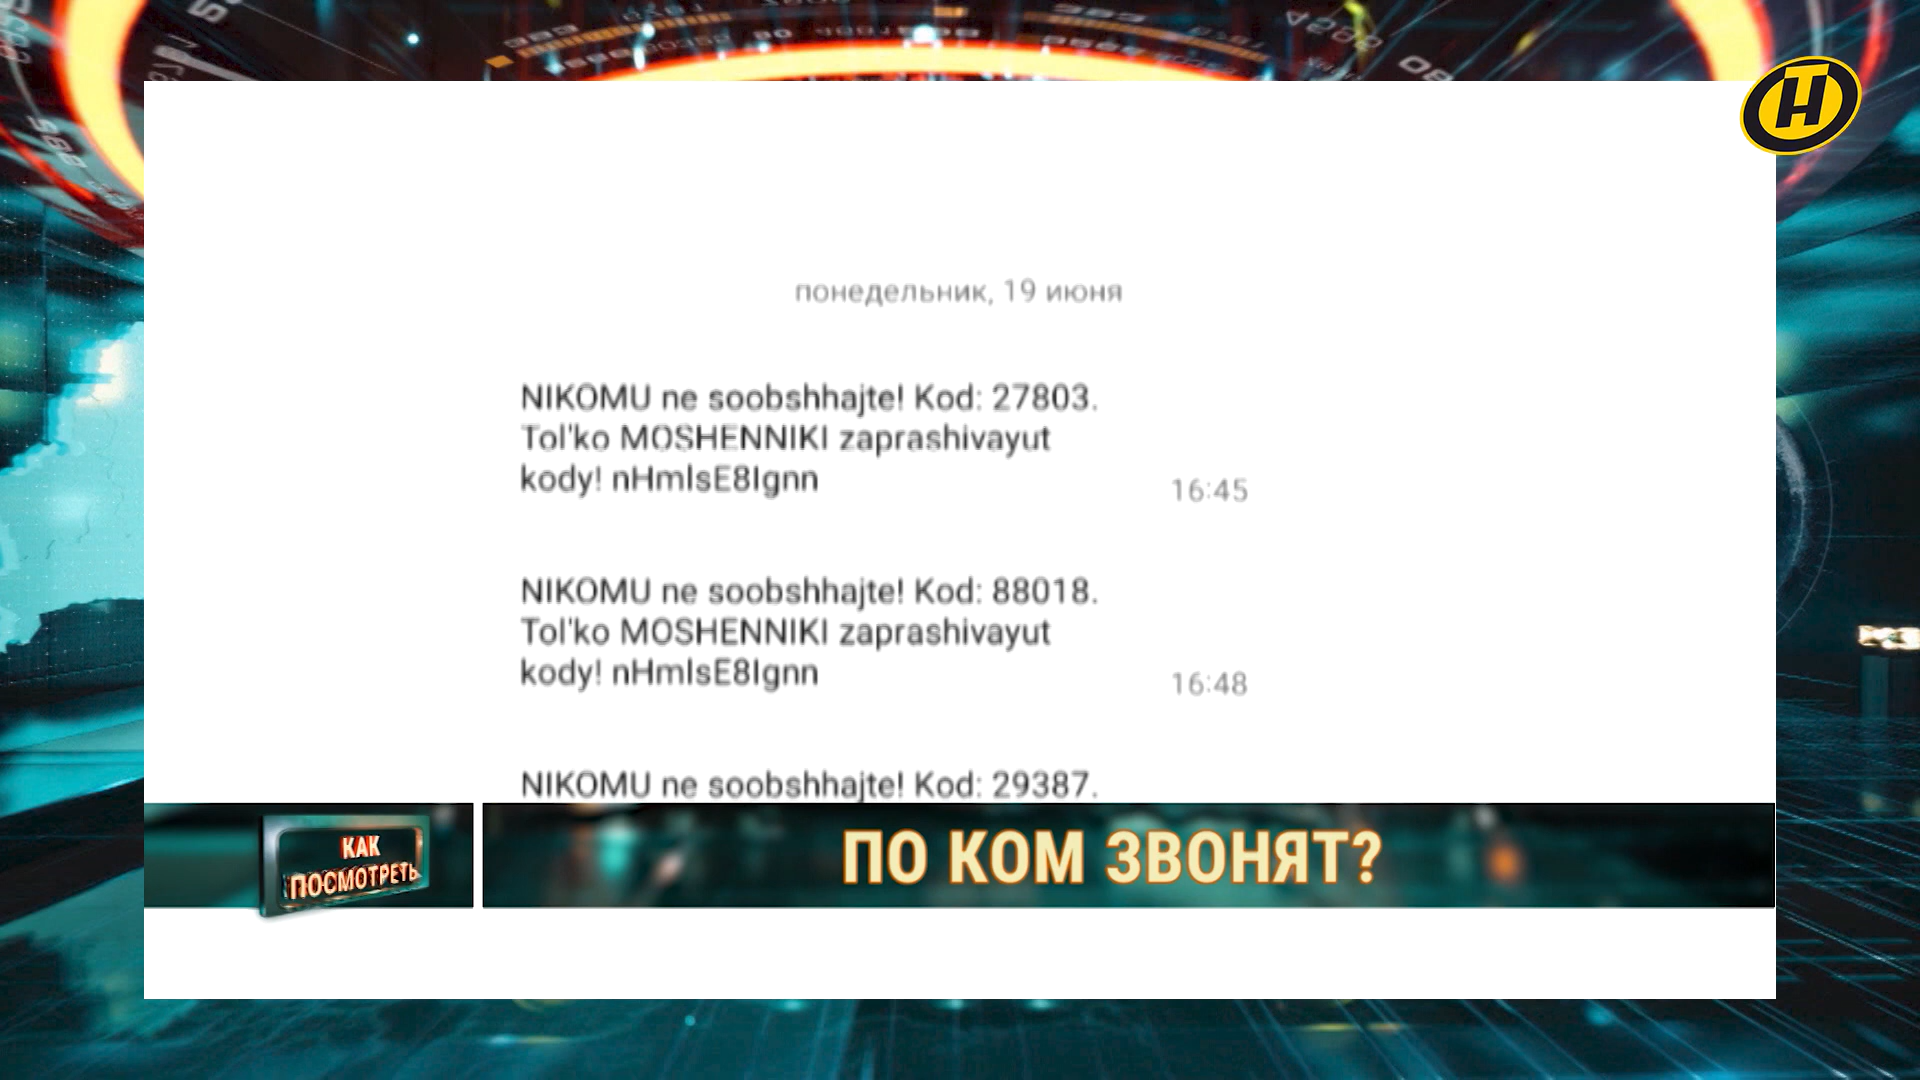 Н
понедельник, 19 июня
NIKOMU ne soobshhajte! Kod: 27803.
Tol'ko MOSHENNIKI zaprashivayut
kody! nHmlsE8Ignn
16:45
NIKOMU ne soobshhajte! Kod: 88018.
Tol'ko MOSHENNIKI zaprashivayut
kody! nHmlsE8Ignn
16:48
NIKOMU ne soobshhajte! Kod: 29387.
КАК
ПОСМОТРЕТЬ
ПО КОМ ЗВОНЯТ?